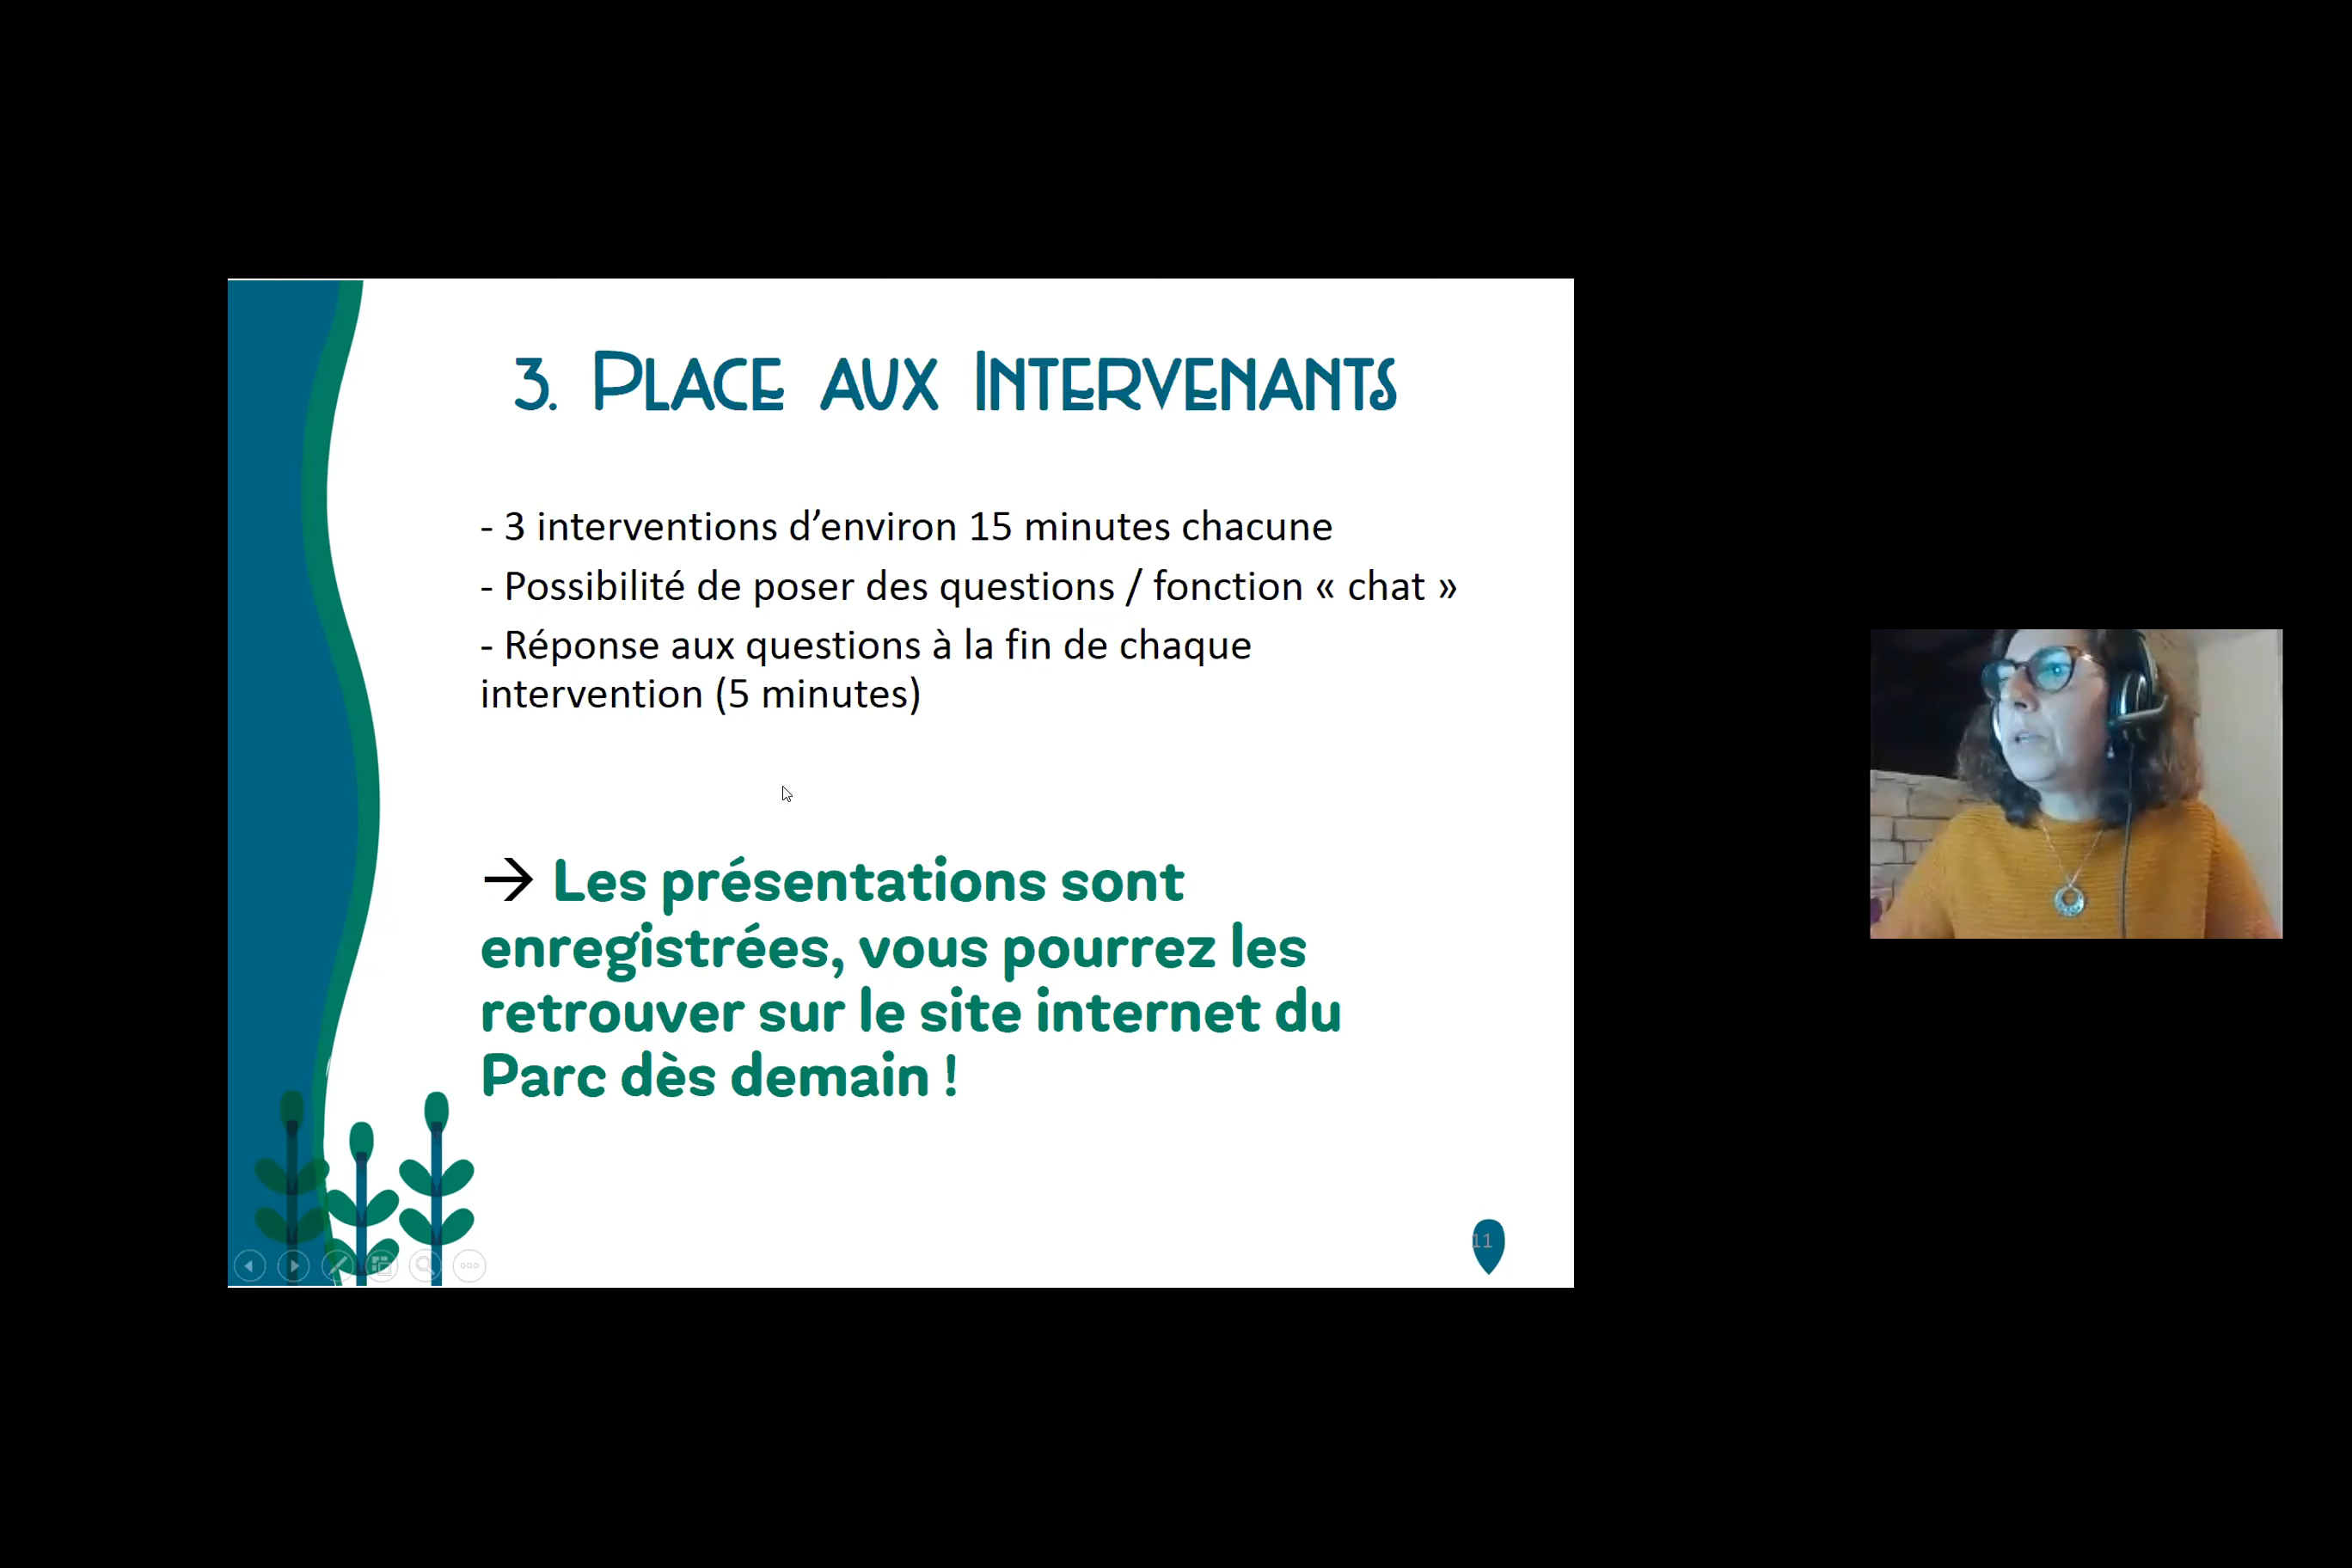 3. Place aux Intervenants
- 3 interventions d’environ 15 minutes chacune
- Possibilité de poser des questions / fonction « chat »
- Réponse aux questions à la fin de chaque
intervention (5 minutes)
→ Les présentations sont
enregistrées, vous pourrez les
retrouver sur le site internet du
Parc dès demain !
11